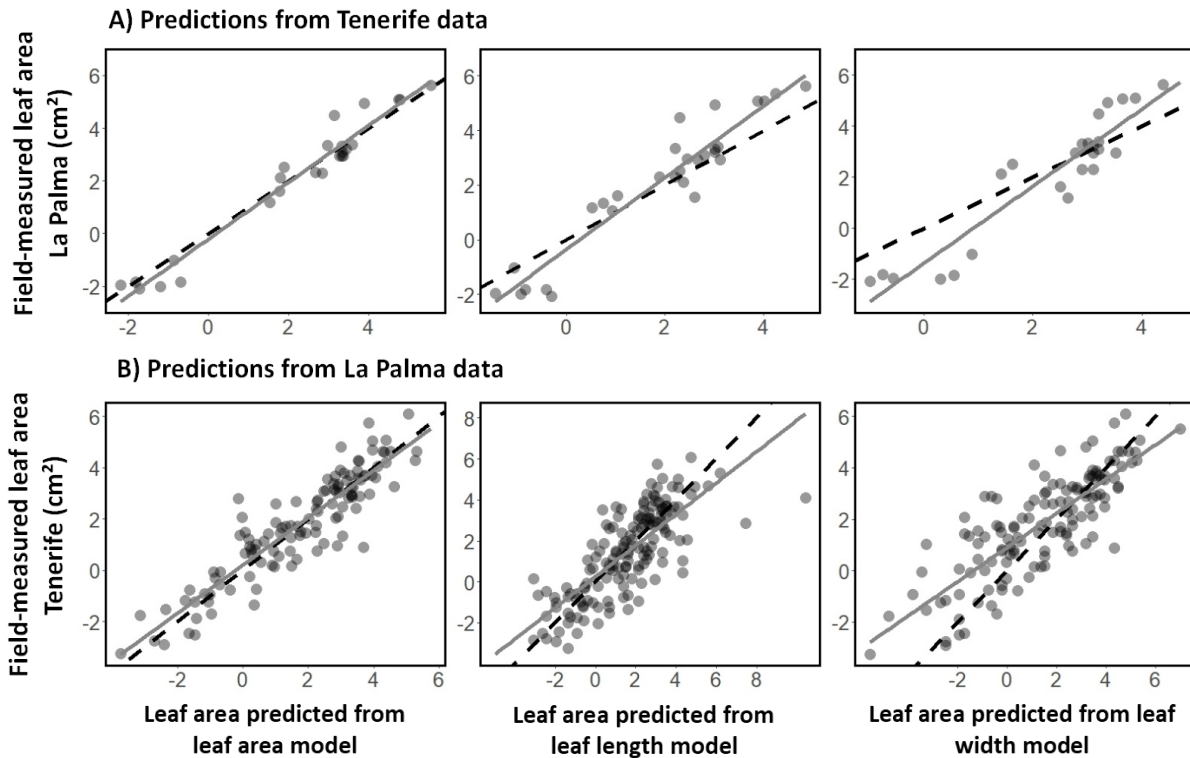 A) Predictions from Tenerife data
Field-measured leaf area
La Palma (cm²)
6
4
2
0
-2
-2 0 2 4
6
4
2
0
-2
0 2 4
6
4
2
0
-2
0 2 4
B) Predictions from La Palma data
Field-measured leaf area
Tenerife (cm²)
6
4
2
0
-2
-2 0 2 4 6
8
6
4
2
0
-2
-2 0 2 4 6 8
6
4
2
0
-2
-2 0 2 4 6
Leaf area predicted from
leaf area model
Leaf area predicted from
leaf length model
Leaf area predicted from leaf
width model